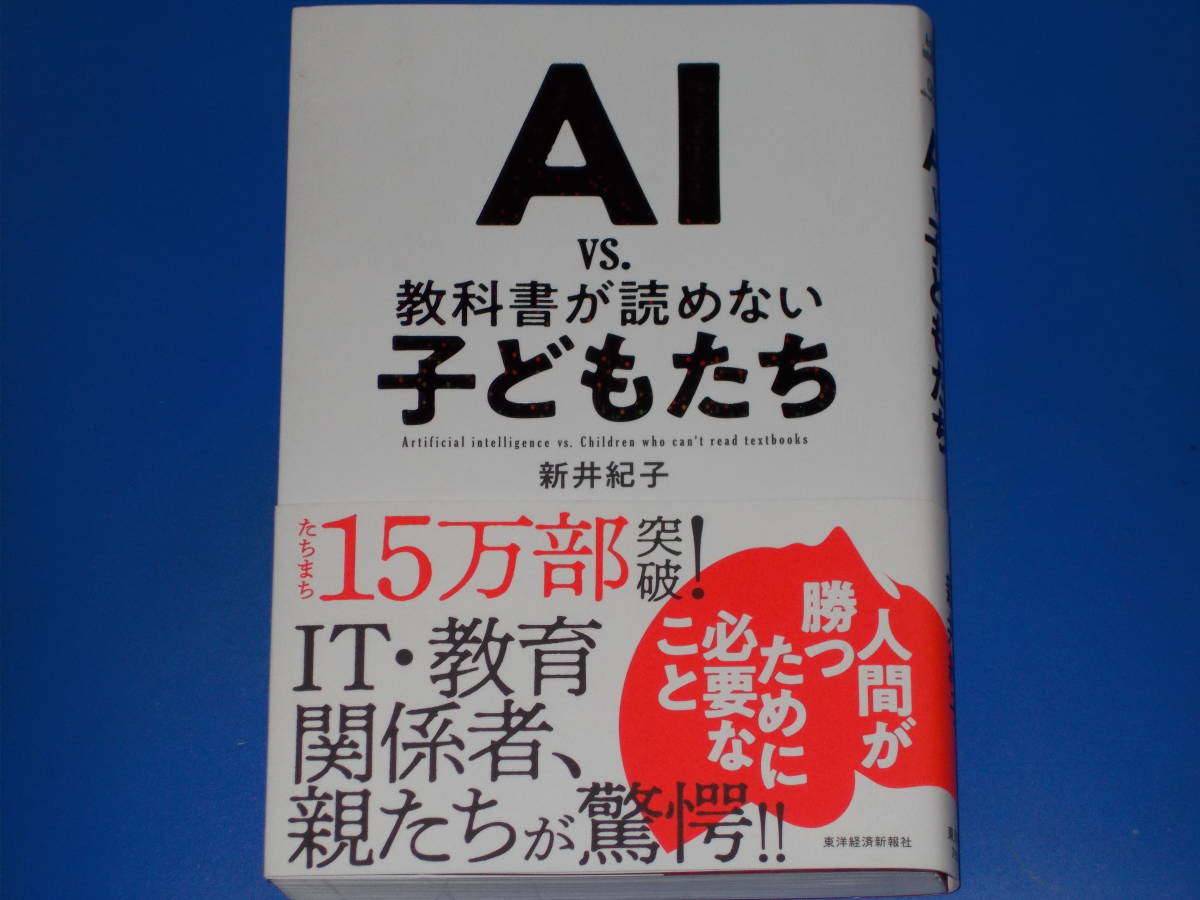 AI
vs.
教科書が読めない
子どもたち
Artificial intelligence vs. Children who can't read textbooks
新井紀子
たちまち15万部突破!
IT・教育
関係者、
親たちが驚愕!!
人間が
勝つ
ために
必要な
こと
東洋経済新報社